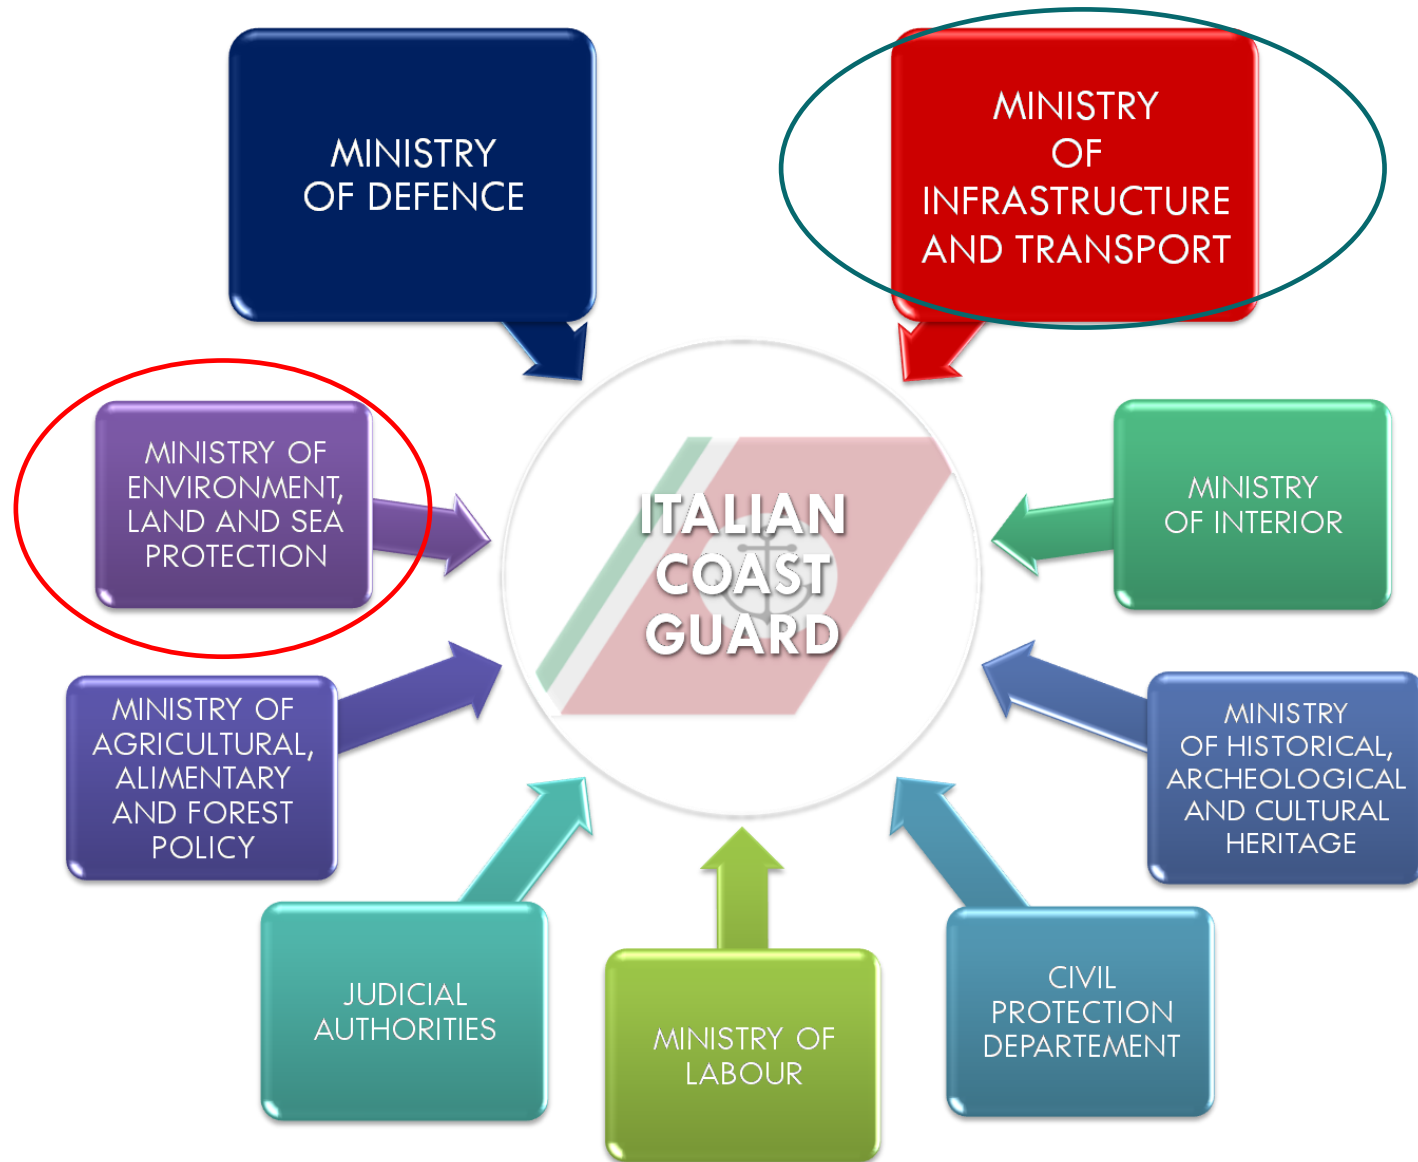 MINISTRY
OF DEFENCE
MINISTRY
OF
INFRASTRUCTURE
AND TRANSPORT
MINISTRY OF
ENVIRONMENT,
LAND AND SEA
PROTECTION
ITALIAN
COAST
GUARD
MINISTRY
OF INTERIOR
MINISTRY OF
AGRICULTURAL,
ALIMENTARY
AND FOREST
POLICY
MINISTRY
OF HISTORICAL,
ARCHEOLOGICAL
AND CULTURAL
HERITAGE
JUDICIAL
AUTHORITIES
MINISTRY OF
LABOUR
CIVIL
PROTECTION
DEPARTEMENT